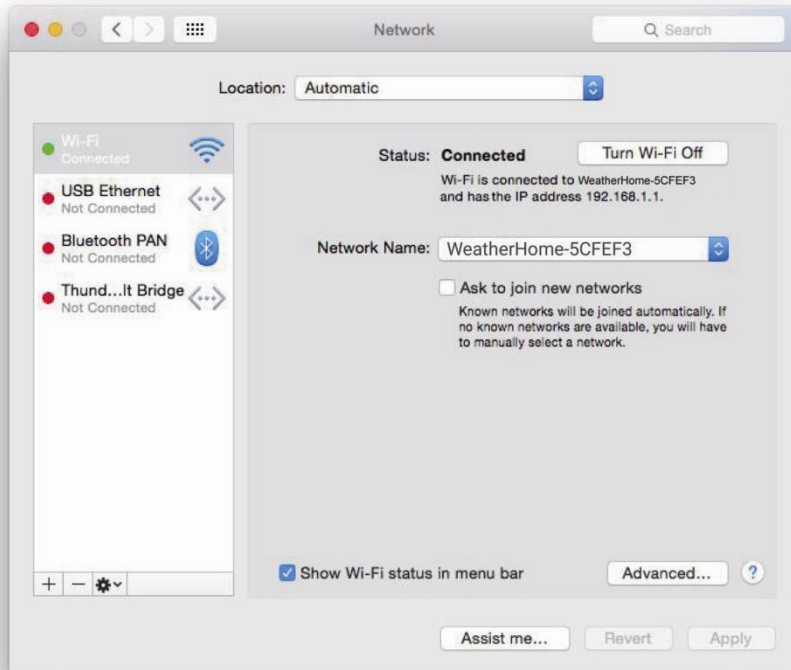 Network
Search
Location: Automatic
Wi-Fi
Connected
USB Ethernet
Not Connected
Bluetooth PAN
Not Connected
Thund...lt Bridge
Not Connected
Status: Connected
Turn Wi-Fi Off
Wi-Fi is connected to WeatherHome-5CFEF3
and has the IP address 192.168.1.1.
Network Name: WeatherHome-5CFEF3
Ask to join new networks
Known networks will be joined automatically. If
no known networks are available, you will have
to manually select a network.
Show Wi-Fi status in menu bar
Advanced...
?
Assist me...
Revert
Apply